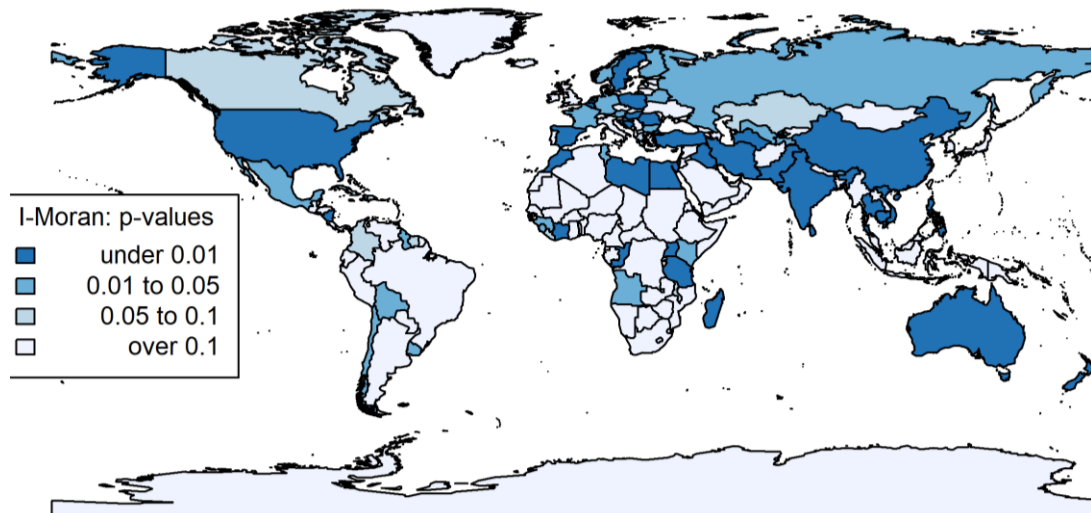 I-Moran: p-values
under 0.01
0.01 to 0.05
0.05 to 0.1
over 0.1